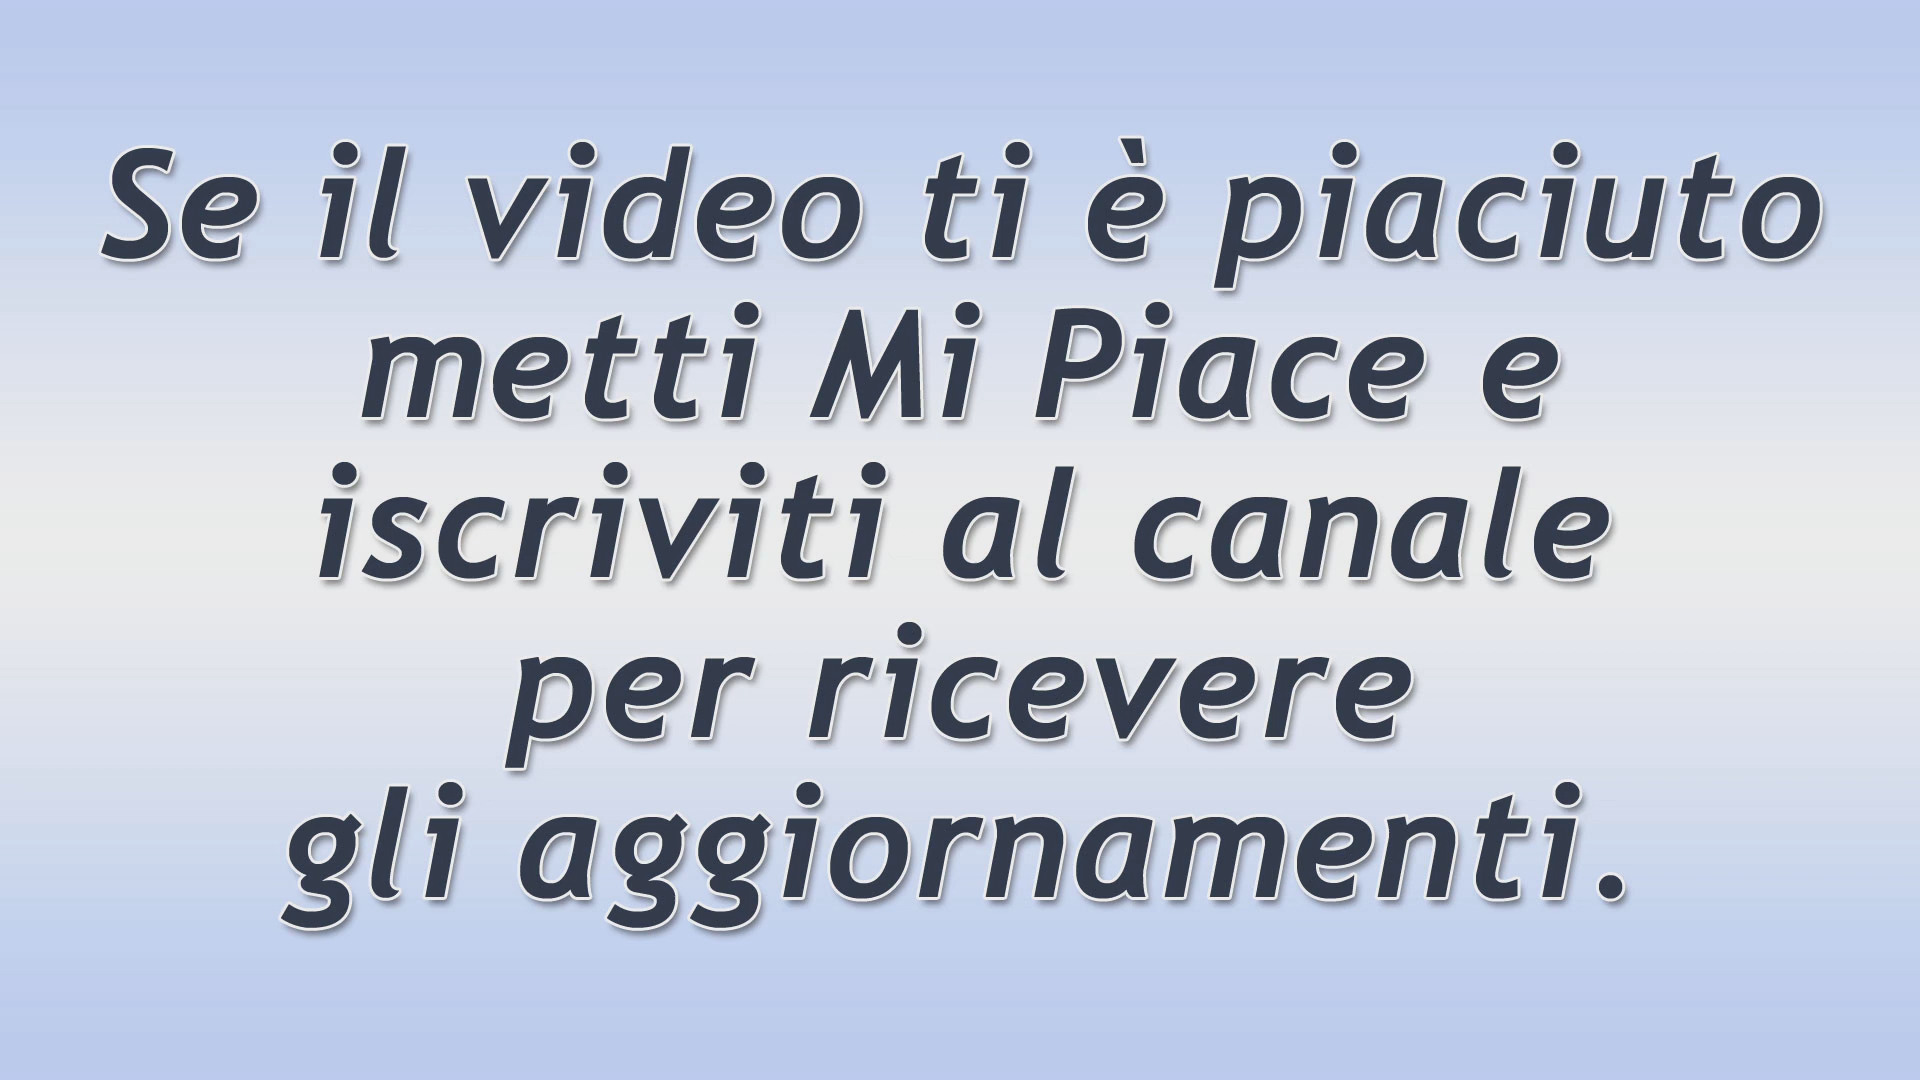 Se il video ti è piaciuto
metti Mi Piace e
iscriviti al canale
per ricevere
gli aggiornamenti.